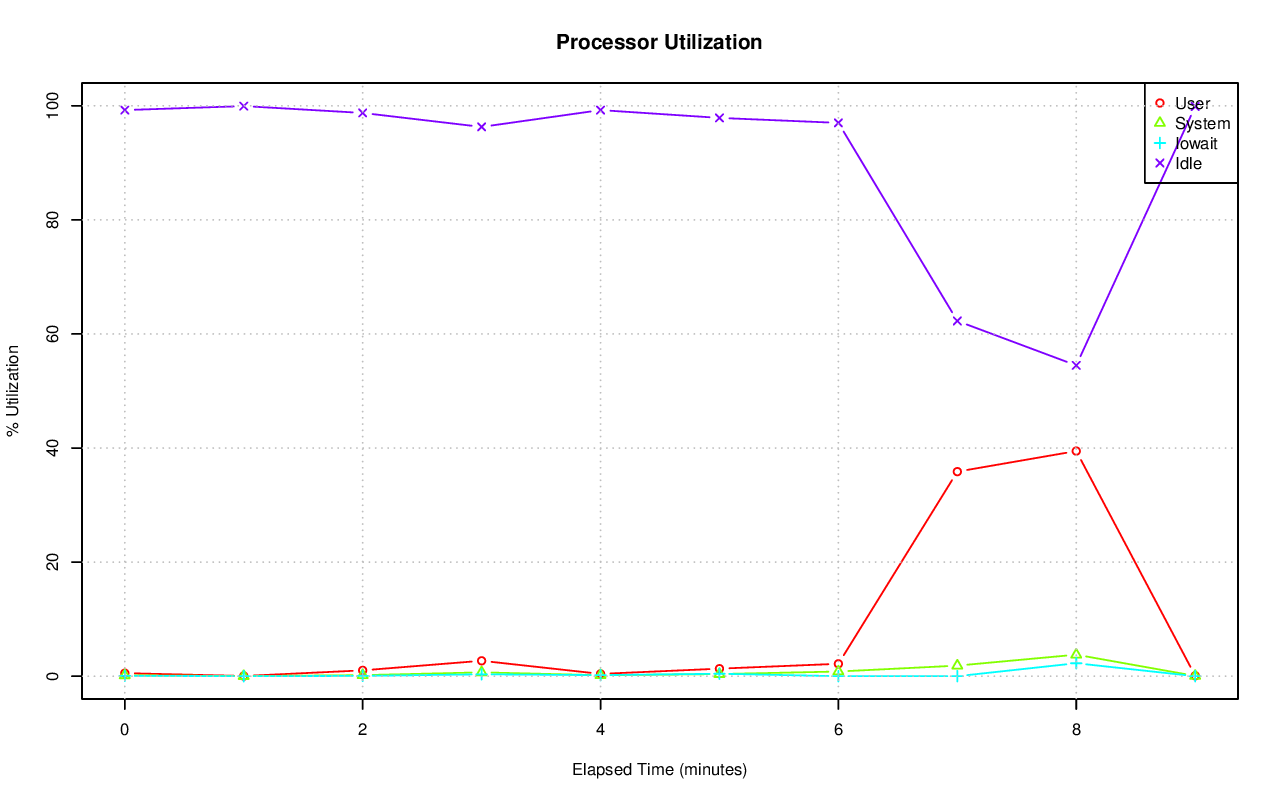 Processor Utilization
User
System
Iowait
Idle
100
80
60
40
20
0
% Utilization
0 2 4 6 8
Elapsed Time (minutes)